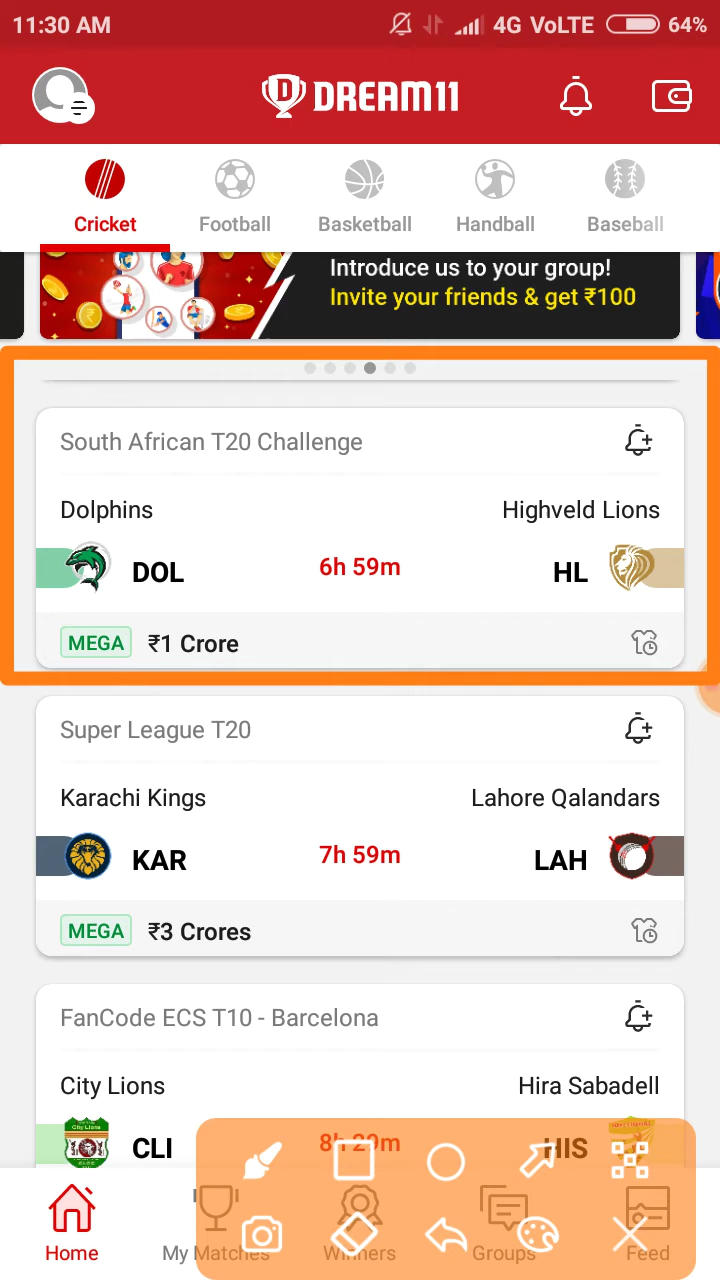 11:30 AM 4G VoLTE 64%
DREAM11
Cricket Football Basketball Handball Baseball
Introduce us to your group!
Invite your friends & get ₹100
South African T20 Challenge
Dolphins Highveld Lions
DOL 6h 59m HL
MEGA ₹1 Crore
Super League T20
Karachi Kings Lahore Qalandars
KAR 7h 59m LAH
MEGA ₹3 Crores
FanCode ECS T10 - Barcelona
City Lions Hira Sabadell
CLI 8h 29m HIS
Home My Matches Winners Groups Feed